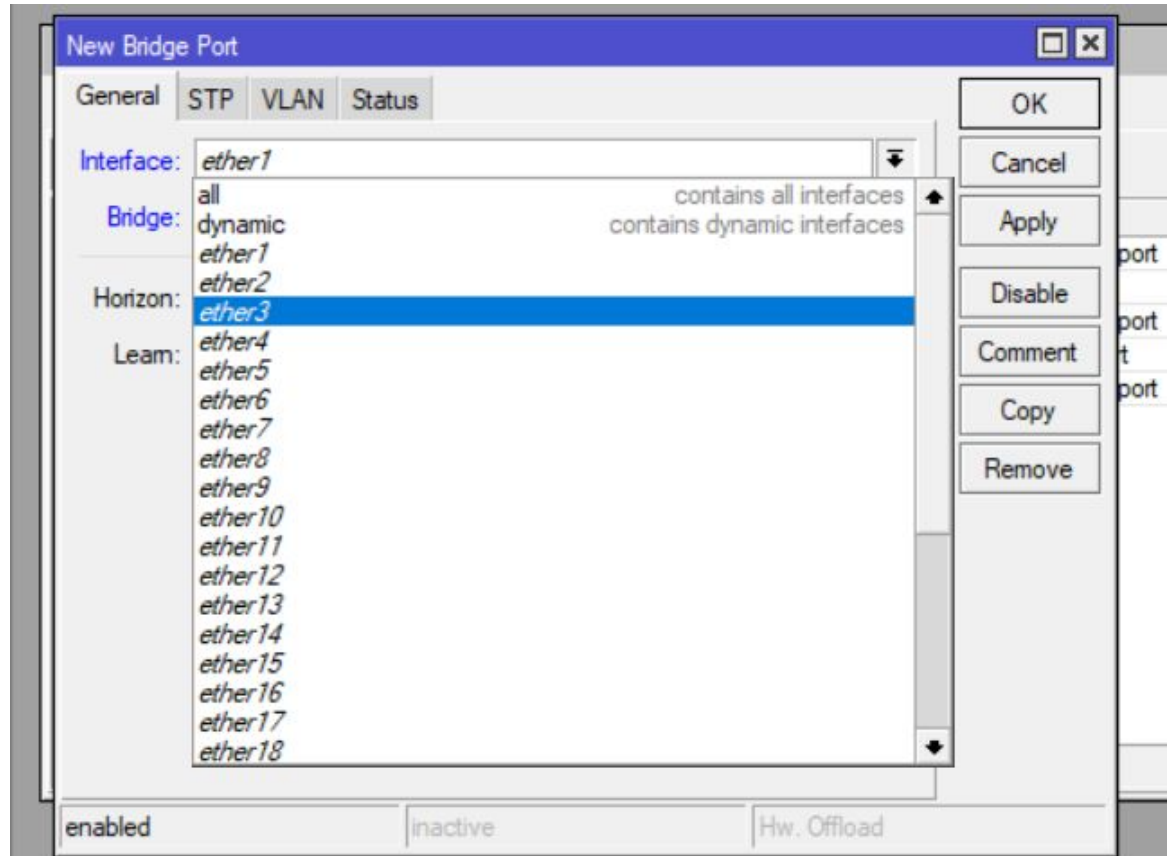 New Bridge Port
General STP VLAN Status
OK
Interface: ether1
Cancel
all contains all interfaces
Bridge:
dynamic contains dynamic interfaces
Apply
ether1
port
ether2
Horizon:
Disable
ether3
port
ether4
Learn:
Comment
t
ether5
port
ether6
Copy
ether7
ether8
Remove
ether9
ether10
ether11
ether12
ether13
ether14
ether15
ether16
ether17
ether18
enabled inactive Hw. Offload